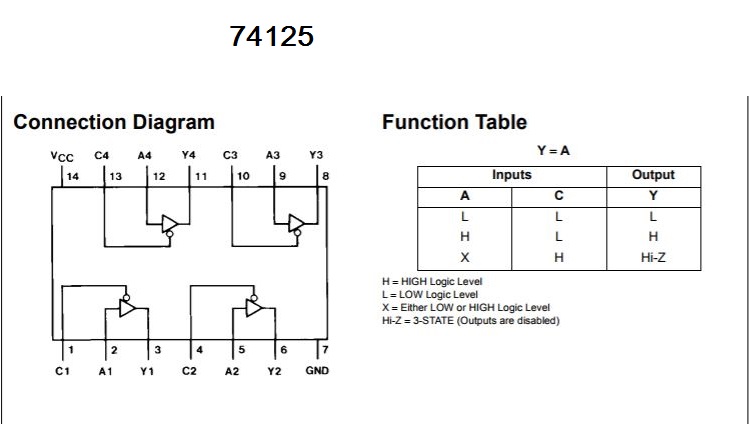 74125
Connection Diagram
VCC C4 A4 Y4 C3 A3 Y3
14 13 12 11 10 9 8
1 2 3 4 5 6 7
C1 A1 Y1 C2 A2 Y2 GND
Function Table
Y = A
Inputs Output
A C Y
L L L
H L H
X H Hi-Z
H = HIGH Logic Level
L = LOW Logic Level
X = Either LOW or HIGH Logic Level
Hi-Z = 3-STATE (Outputs are disabled)